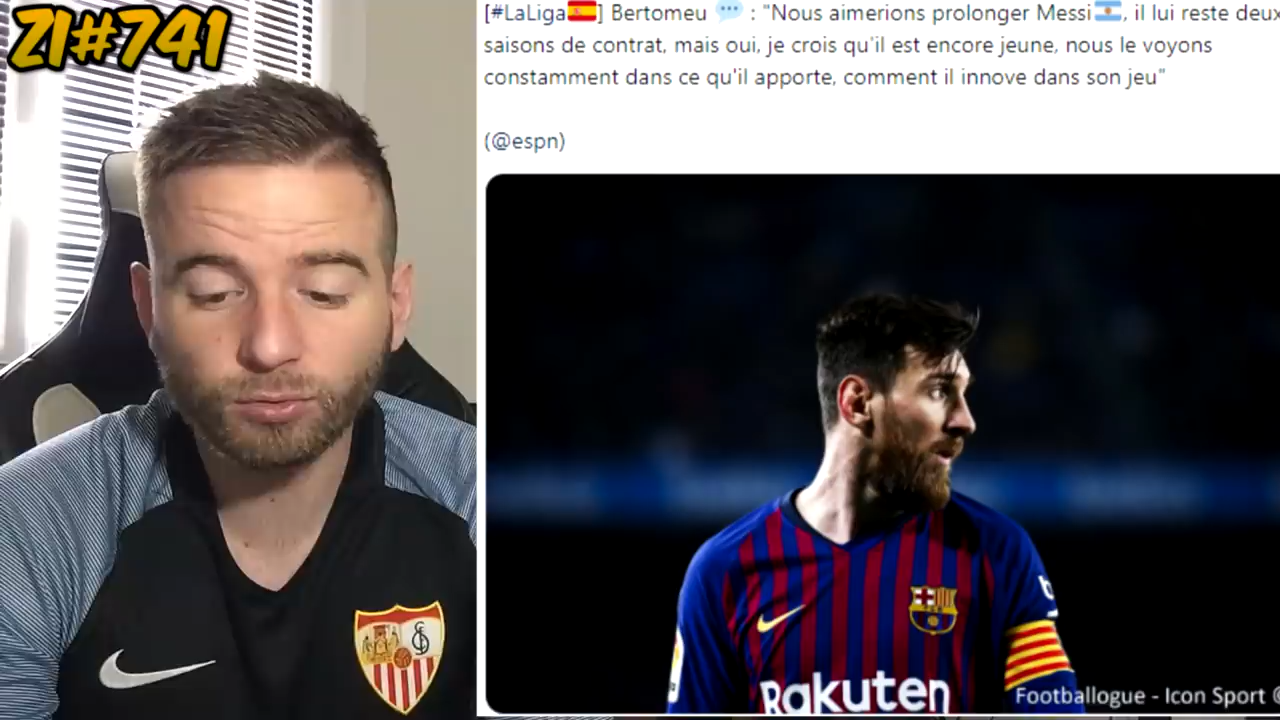 ZI#741
[#LaLiga🇪🇸] Bertomeu 💬 : "Nous aimerions prolonger Messi🇦🇷, il lui reste deux
saisons de contrat, mais oui, je crois qu'il est encore jeune, nous le voyons
constamment dans ce qu'il apporte, comment il innove dans son jeu"
(@espn)
Rakuten
Footballogue - Icon Sport ©